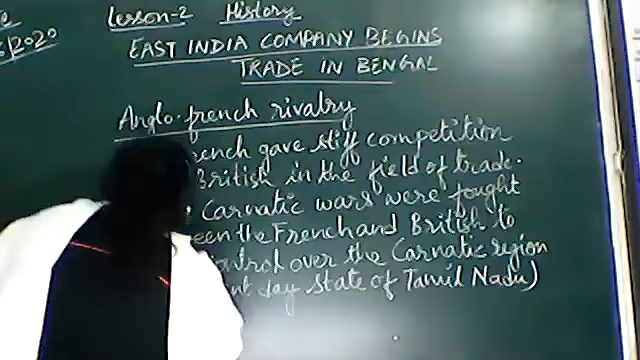 6/2020
Lesson-2 History
EAST INDIA COMPANY BEGINS
TRADE IN BENGAL
Anglo-french rivalry
rench gave stiff competition
British in the field of trade.
Carnatic wars were fought
een the French and British to
ontrol over the Carnatic region
nt day state of Tamil Nadu)